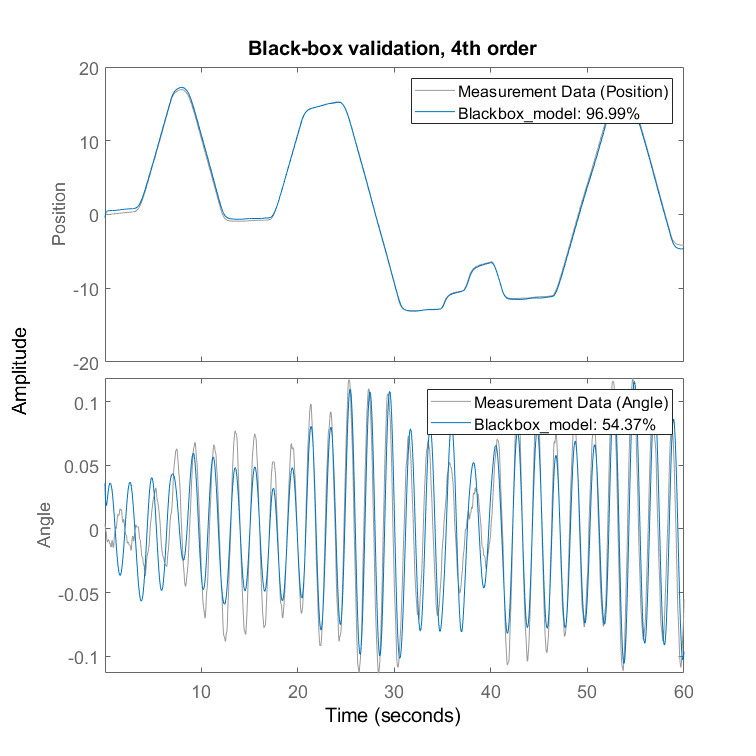 Black-box validation, 4th order
20
10
0
-10
-20
Position
Measurement Data (Position)
Blackbox_model: 96.99%
Amplitude
0.1
0.05
0
-0.05
-0.1
Angle
Measurement Data (Angle)
Blackbox_model: 54.37%
10 20 30 40 50 60
Time (seconds)